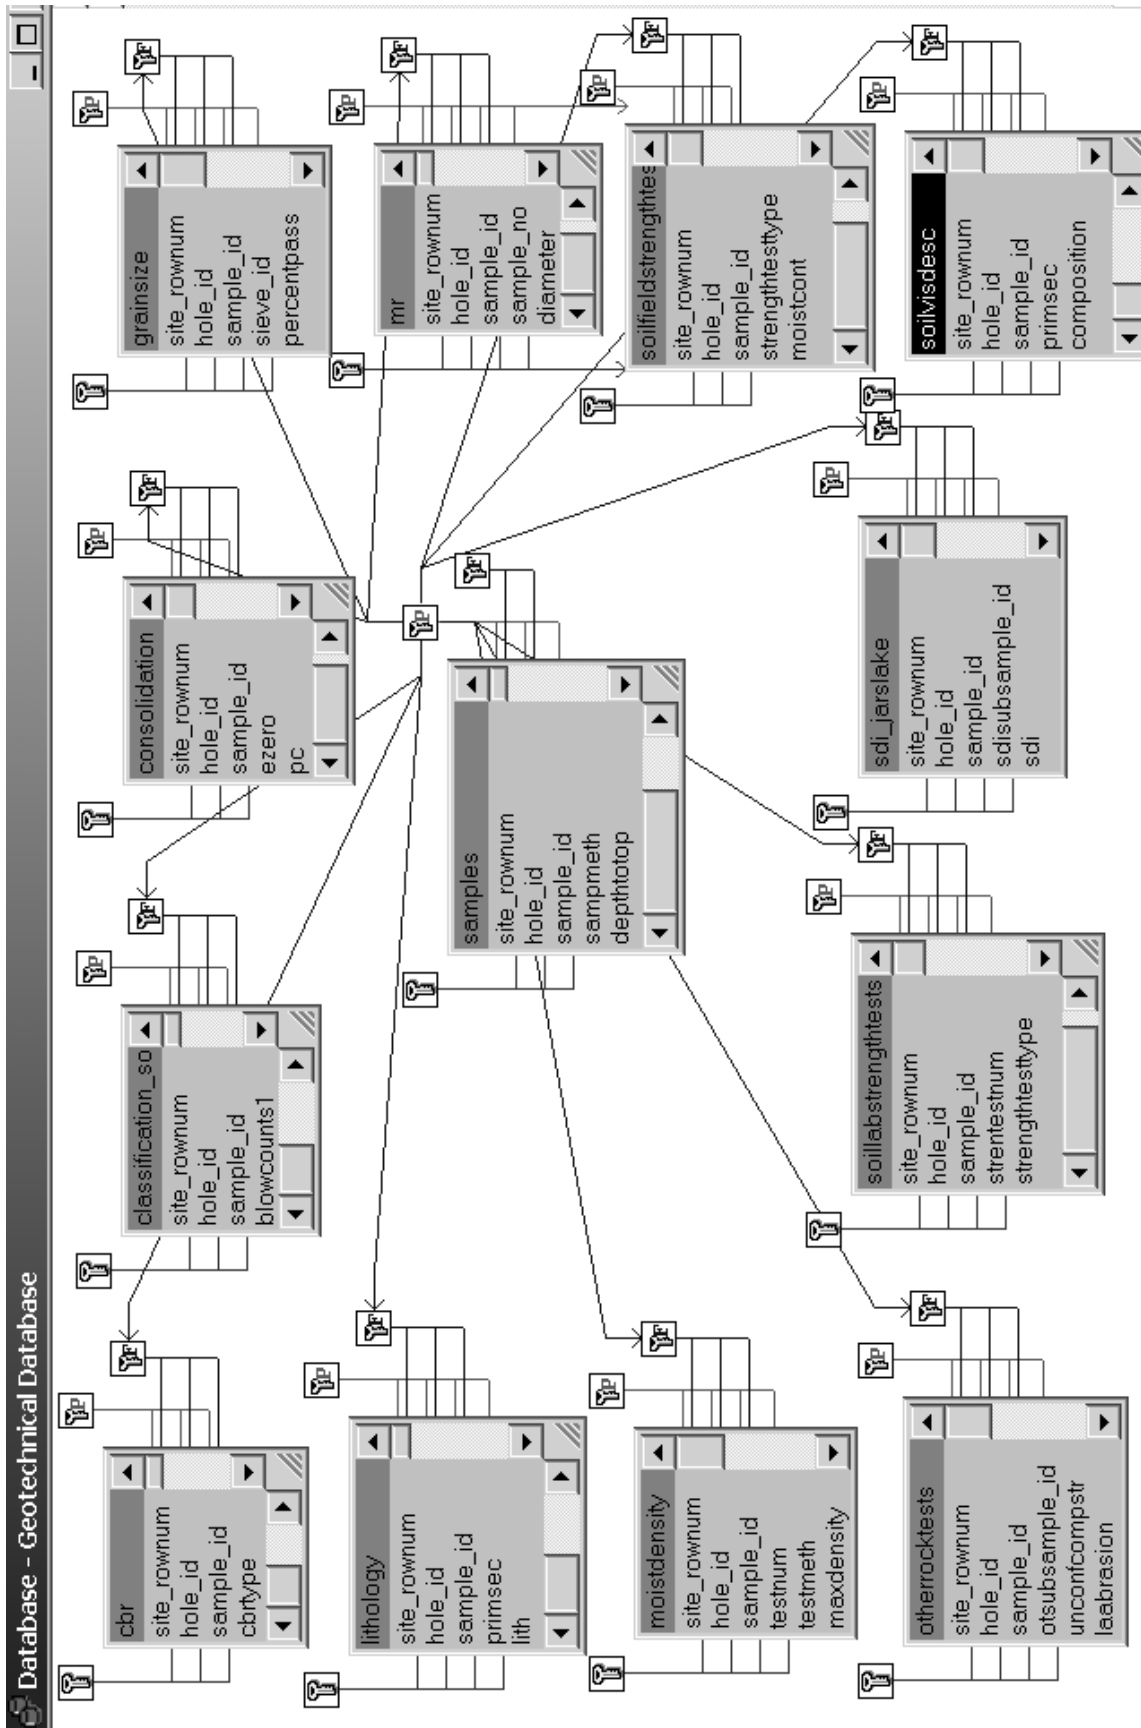 Database - Geotechnical Database
cbr
site_rownum
hole_id
sample_id
cbrtype
classification_so
site_rownum
hole_id
sample_id
blowcounts1
consolidation
site_rownum
hole_id
sample_id
ezero
pc
grainsize
site_rownum
hole_id
sample_id
sieve_id
percentpass
lithology
site_rownum
hole_id
sample_id
primsec
lith
samples
site_rownum
hole_id
sample_id
sampmeth
depthtotop
mr
site_rownum
hole_id
sample_id
sample_no
diameter
moistdensity
site_rownum
hole_id
sample_id
testnum
testmeth
maxdensity
soilfieldstrengthtes
site_rownum
hole_id
sample_id
strengthtesttype
moistcont
otherrocktests
site_rownum
hole_id
sample_id
otsubsample_id
unconfcompstr
laabrasion
soillabstrengthtests
site_rownum
hole_id
sample_id
strentestnum
strengthtesttype
sdi_jarslake
site_rownum
hole_id
sample_id
sdisubsample_id
sdi
soilvisdesc
site_rownum
hole_id
sample_id
primsec
composition